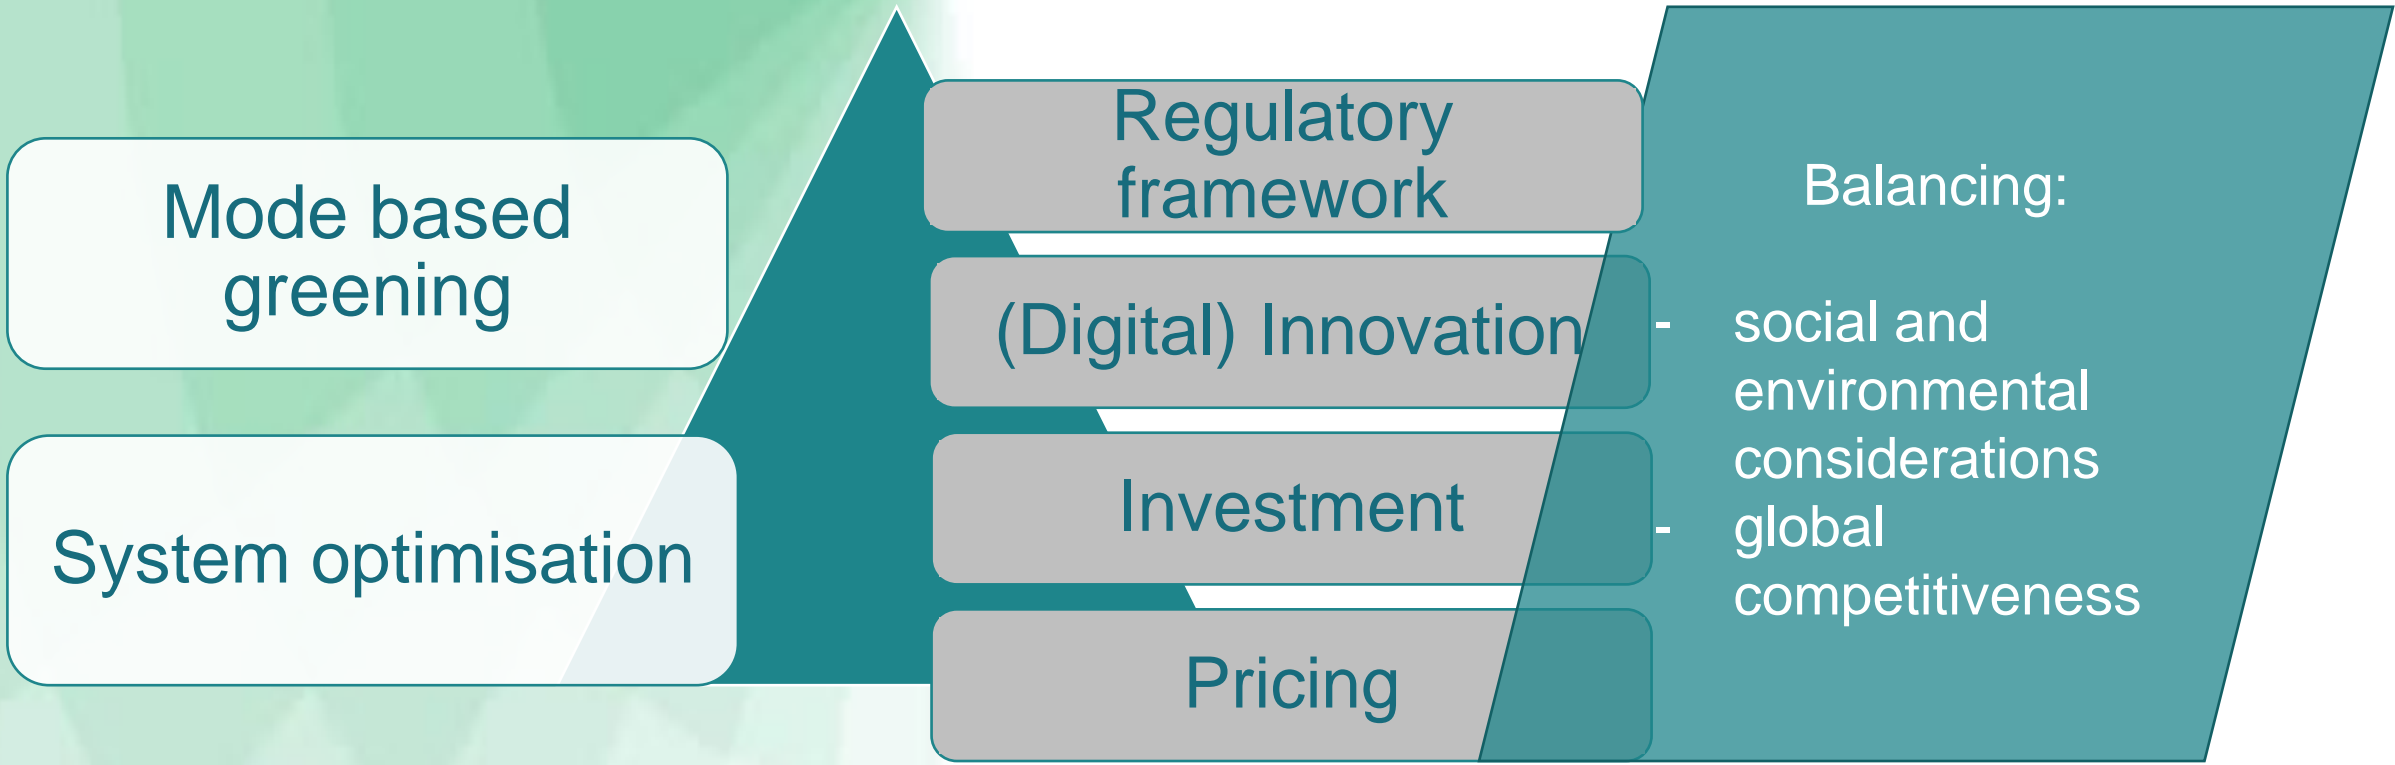 Mode based
greening
System optimisation
Regulatory
framework
(Digital) Innovation
Investment
Pricing
Balancing:
- social and
environmental
considerations
- global
competitiveness